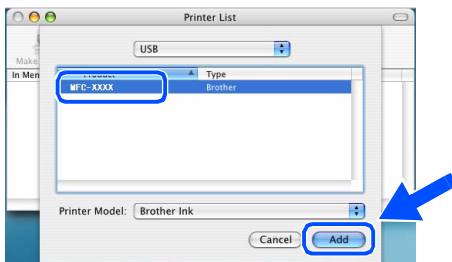 Printer List
USB
Make
In Men
Product Type
MFC-XXXX Brother
Printer Model: Brother Ink
Cancel Add